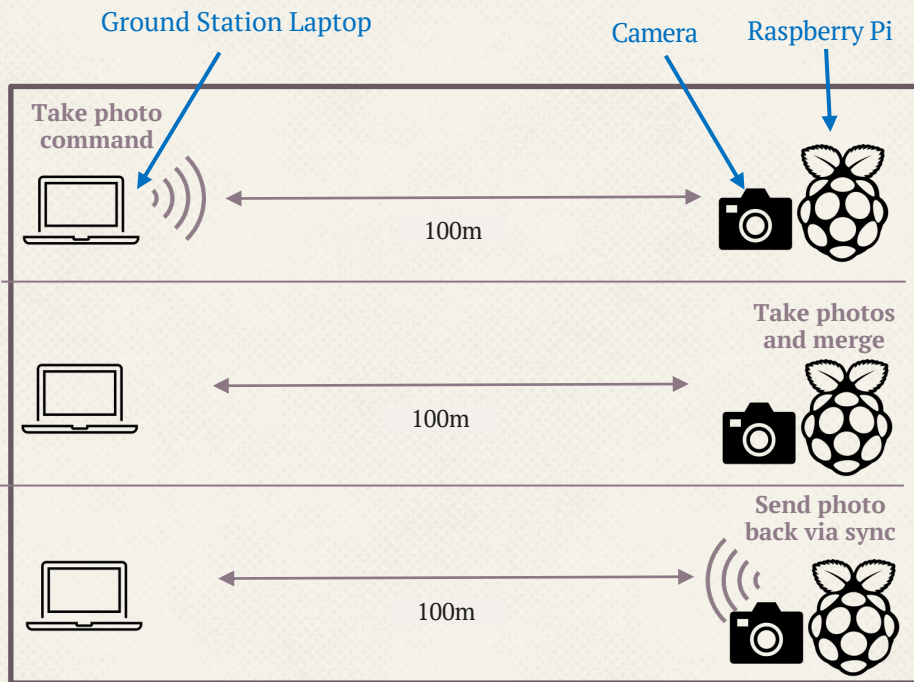 Ground Station Laptop
Camera
Raspberry Pi
Take photo
command
100m
Take photos
and merge
100m
Send photo
back via sync
100m